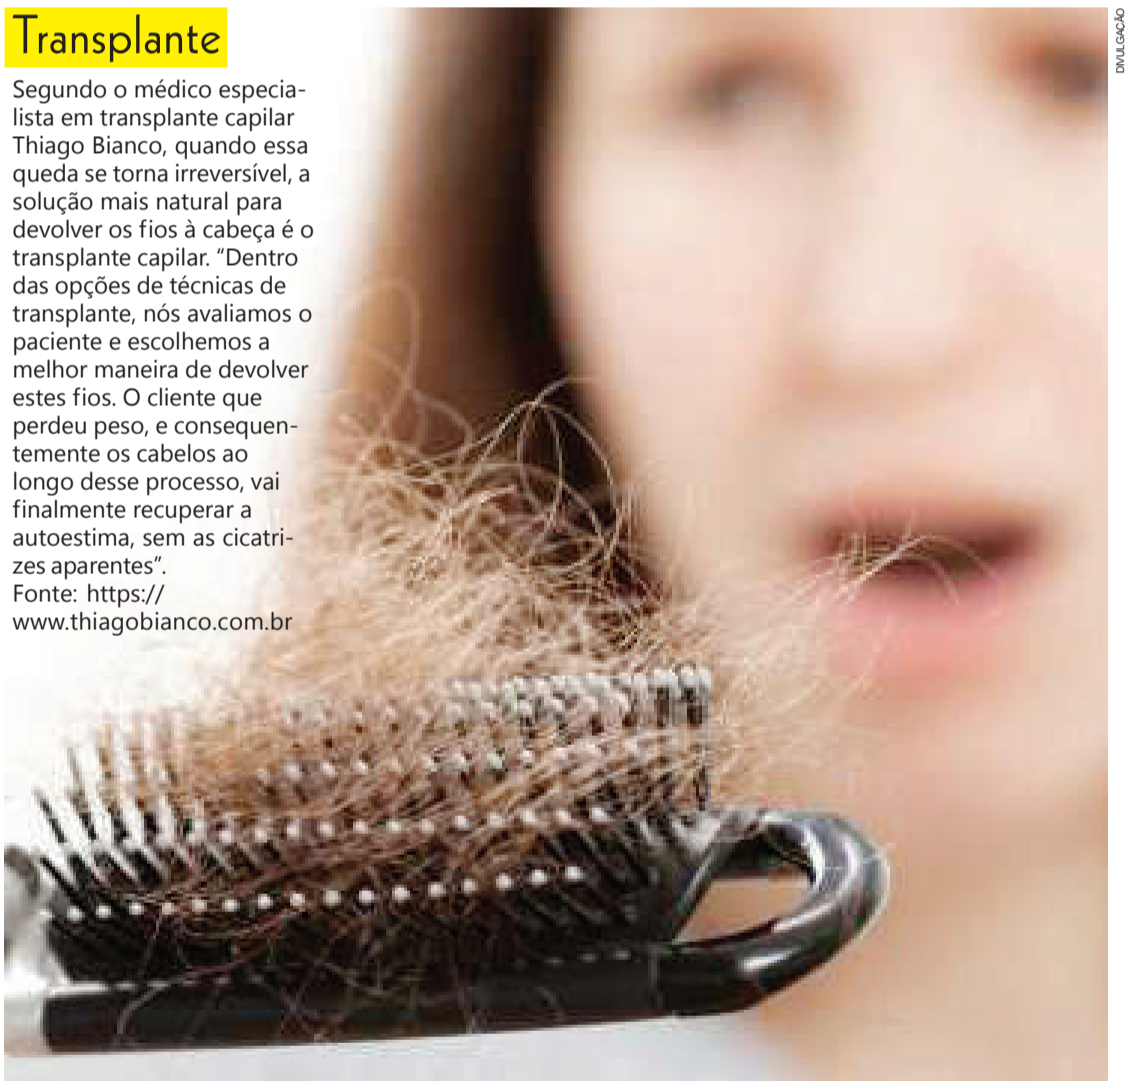 Transplante
Segundo o médico especia-
lista em transplante capilar
Thiago Bianco, quando essa
queda se torna irreversível, a
solução mais natural para
devolver os fios à cabeça é o
transplante capilar. “Dentro
das opções de técnicas de
transplante, nós avaliamos o
paciente e escolhemos a
melhor maneira de devolver
estes fios. O cliente que
perdeu peso, e consequen-
temente os cabelos ao
longo desse processo, vai
finalmente recuperar a
autoestima, sem as cicatri-
zes aparentes”.
Fonte: https://
www.thiagobianco.com.br
DIVULGAÇÃO